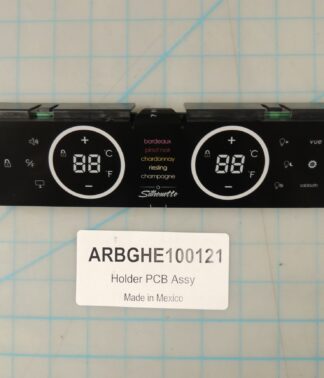 + +
bordeaux
pinot noir
chardonnay
riesling
champagne
88 °C °F
88 °C °F
− −
Silhouette
vue
vacuum
ARBGHE100121
Holder PCB Assy
Made in Mexico